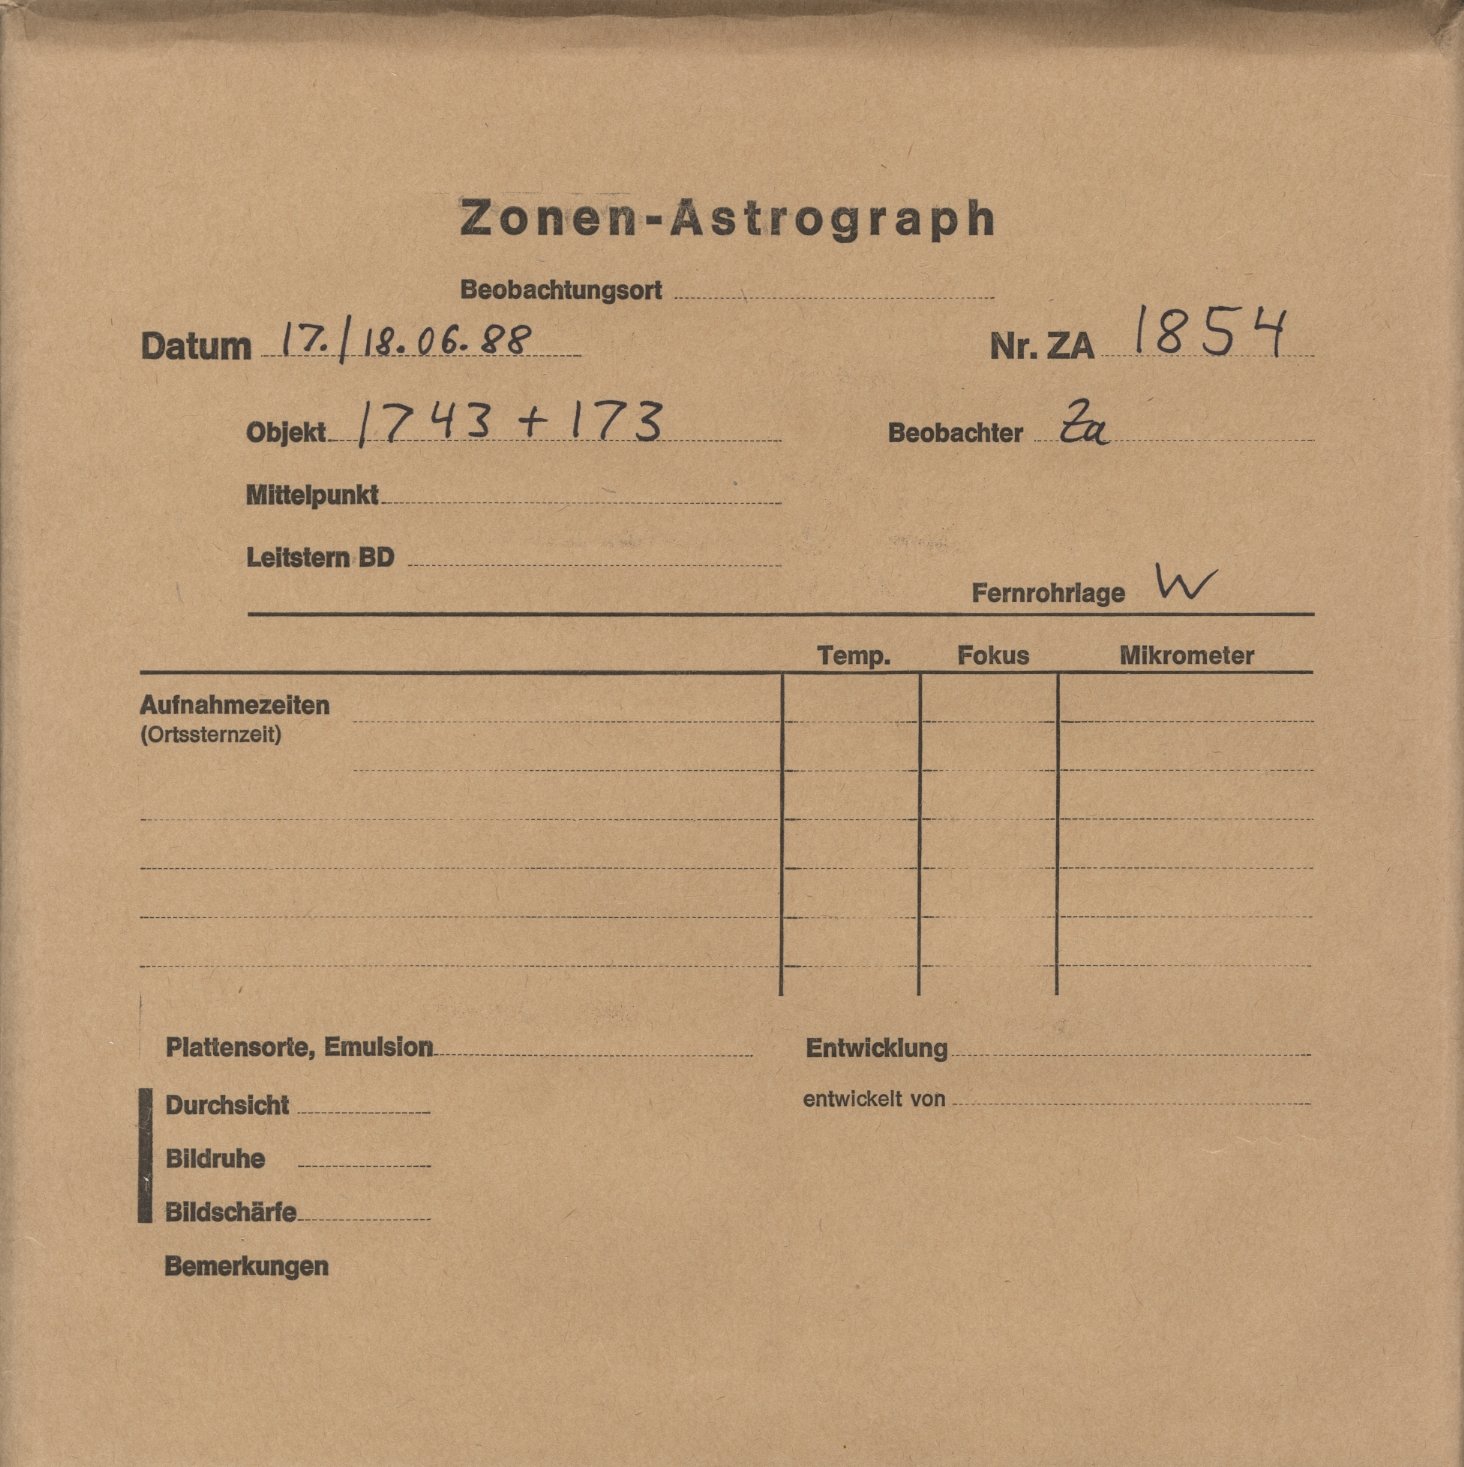 Zonen-Astrograph
Beobachtungsort
Datum 17./18.06.88 Nr. ZA 1854
Objekt 1743 + 173 Beobachter Za
Mittelpunkt
Leitstern BD
Fernrohrlage W
Temp. Fokus Mikrometer
Aufnahmezeiten
(Ortssternzeit)
Plattensorte, Emulsion Entwicklung
Durchsicht entwickelt von
Bildruhe
Bildschärfe
Bemerkungen